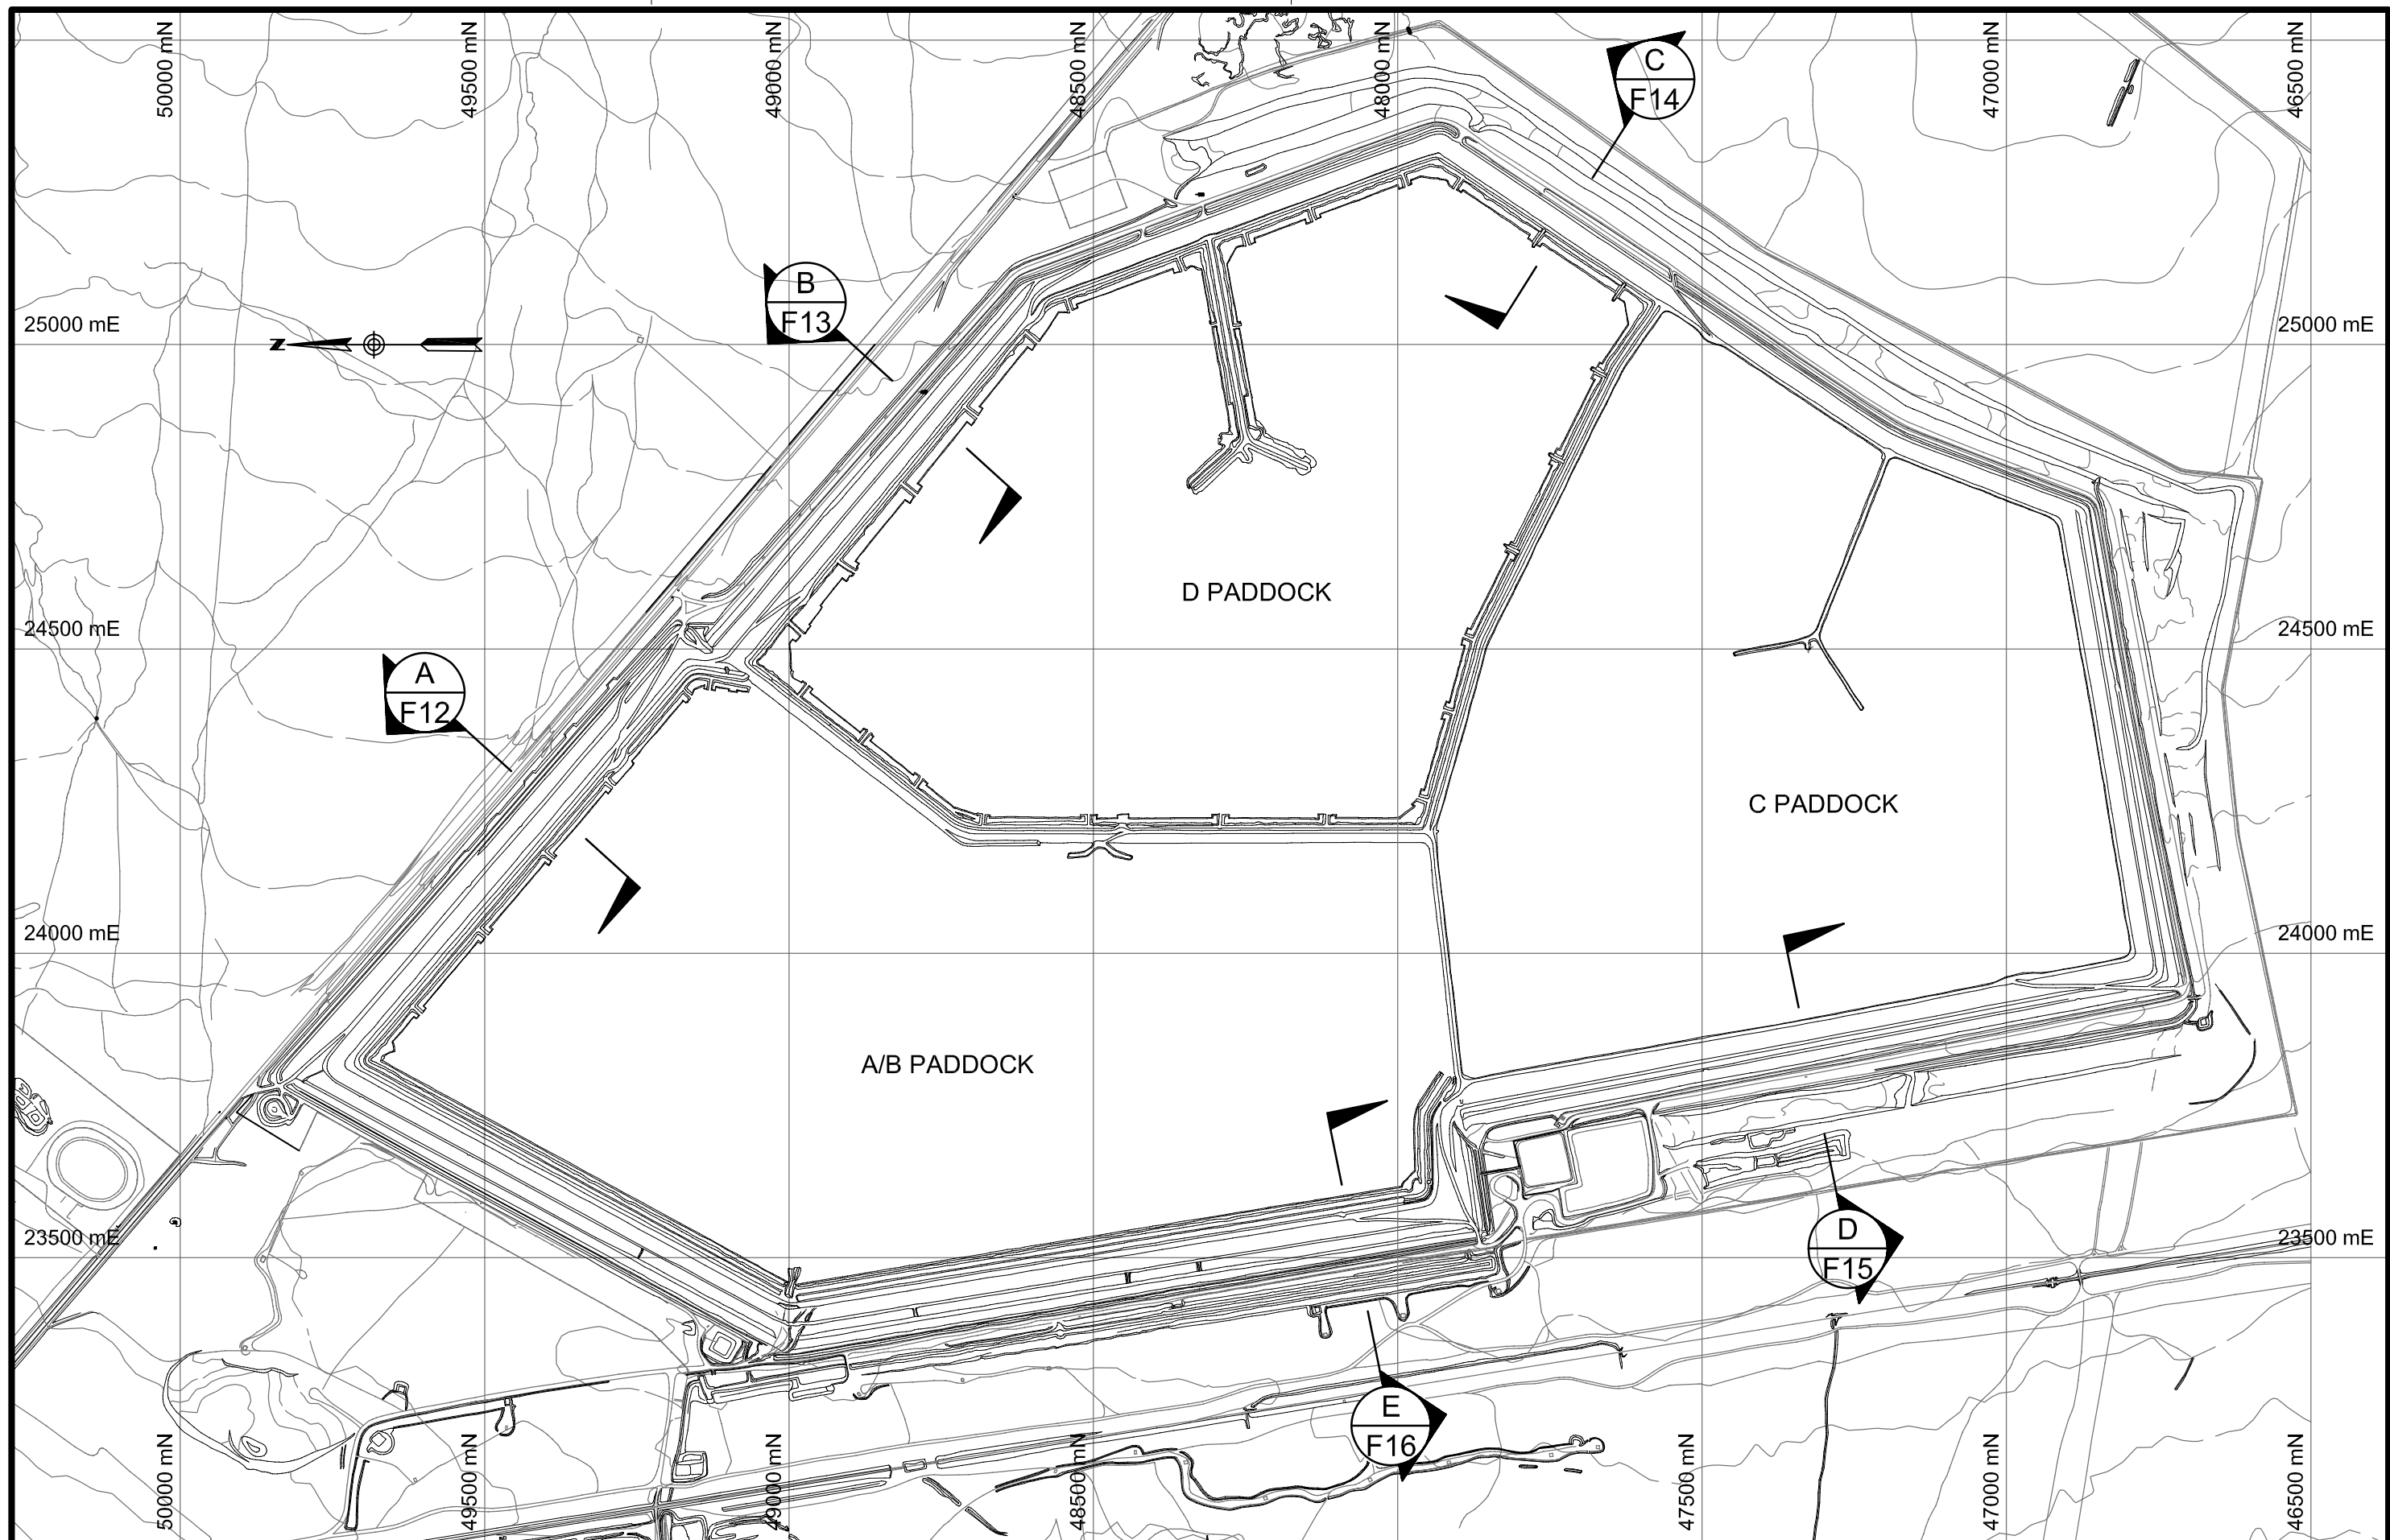 50000 mN
49500 mN
49000 mN
48500 mN
48000 mN
47000 mN
46500 mN
C
F14
B
F13
25000 mE
25000 mE
N
D PADDOCK
24500 mE
24500 mE
A
F12
C PADDOCK
24000 mE
24000 mE
A/B PADDOCK
23500 mE
23500 mE
D
F15
E
F16
50000 mN
49500 mN
49000 mN
48500 mN
47500 mN
47000 mN
46500 mN